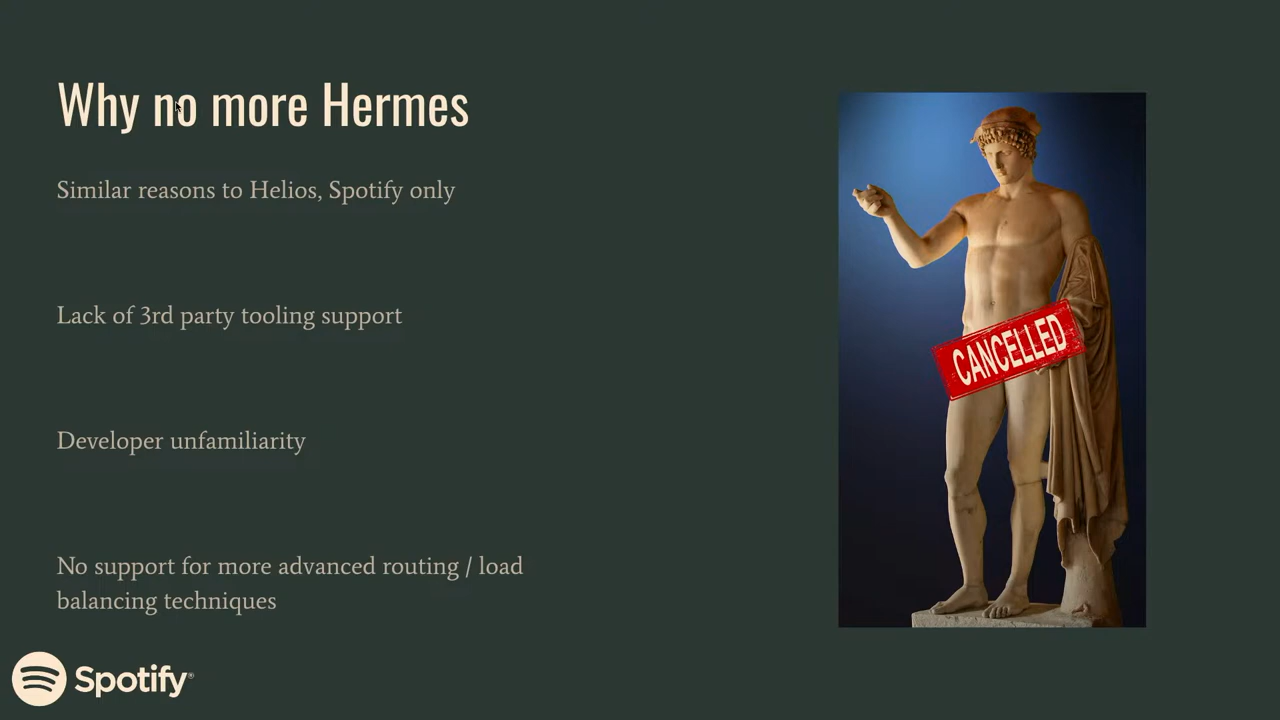 Why no more Hermes
Similar reasons to Helios, Spotify only
Lack of 3rd party tooling support
Developer unfamiliarity
No support for more advanced routing / load
balancing techniques
CANCELLED
Spotify®